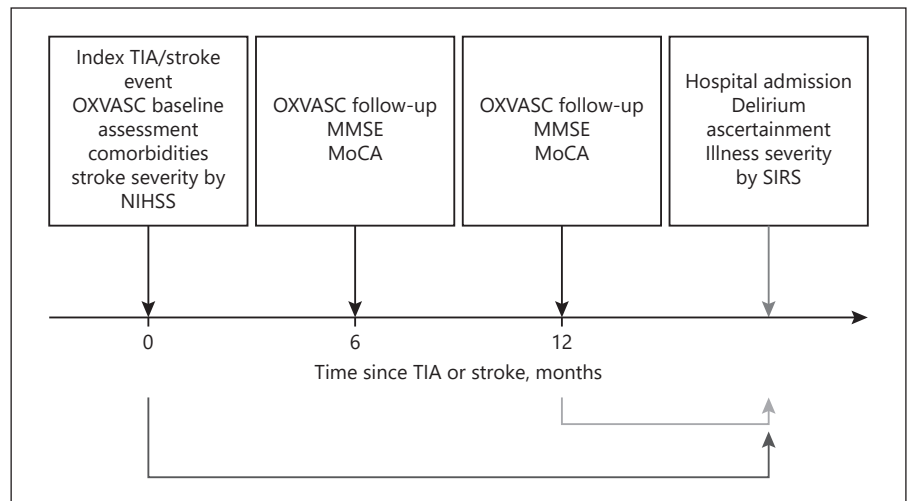 Index TIA/stroke
event
OXVASC baseline
assessment
comorbidities
stroke severity by
NIHSS
OXVASC follow-up
MMSE
MoCA
OXVASC follow-up
MMSE
MoCA
Hospital admission
Delirium
ascertainment
Illness severity
by SIRS
0
6
12
Time since TIA or stroke, months